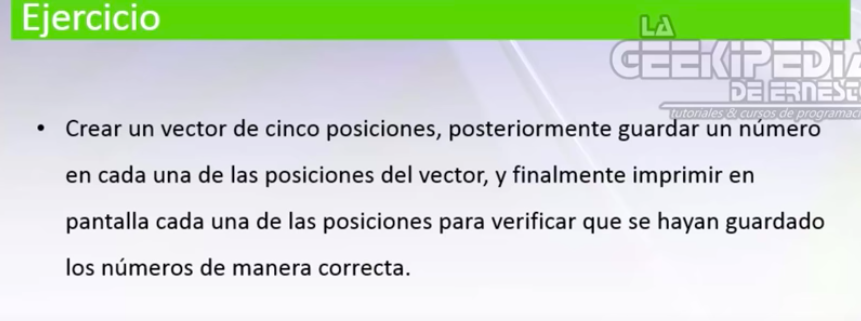 Ejercicio
LA
GEEKIPEDIA
DE ERNESTO
tutoriales & cursos de programaci
• Crear un vector de cinco posiciones, posteriormente guardar un número
en cada una de las posiciones del vector, y finalmente imprimir en
pantalla cada una de las posiciones para verificar que se hayan guardado
los números de manera correcta.